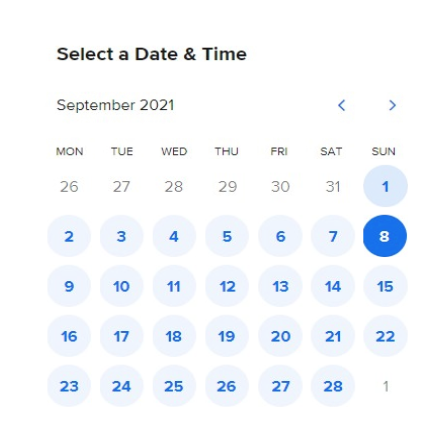 Select a Date & Time
September 2021
MON TUE WED THU FRI SAT SUN
26 27 28 29 30 31 1
2 3 4 5 6 7 8
9 10 11 12 13 14 15
16 17 18 19 20 21 22
23 24 25 26 27 28 1